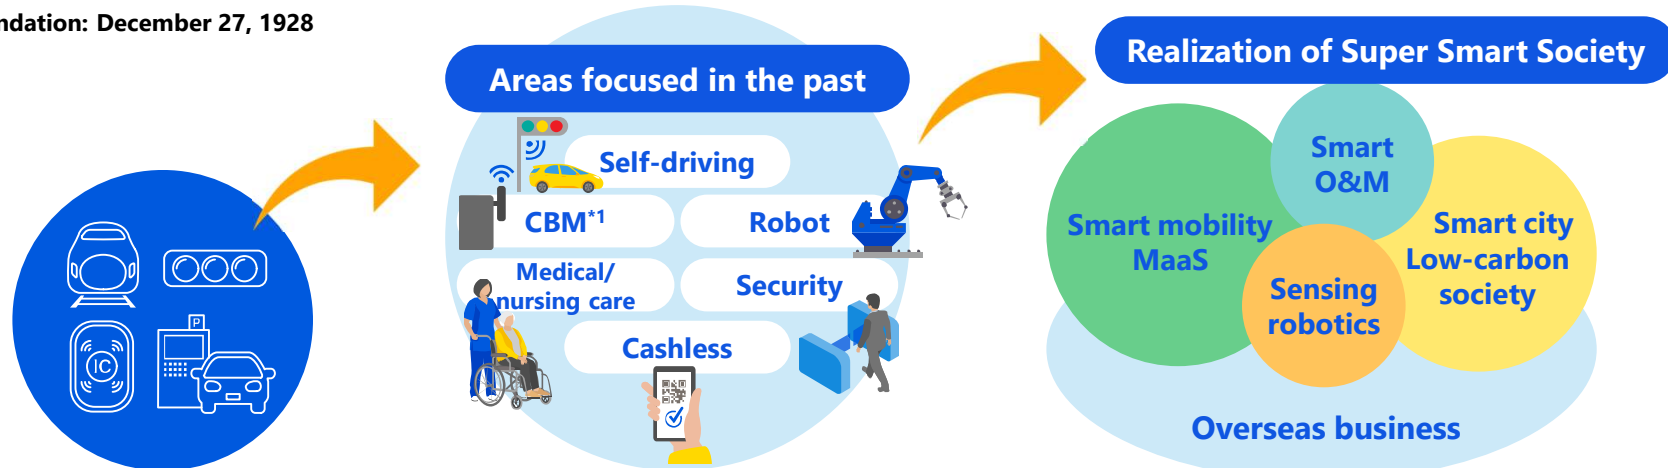 ndation: December 27, 1928
Areas focused in the past
Self-driving
CBM*1
Robot
Medical/
nursing care
Security
Cashless
IC
P
Realization of Super Smart Society
Smart
O&M
Smart mobility
MaaS
Smart city
Low-carbon
society
Sensing
robotics
Overseas business